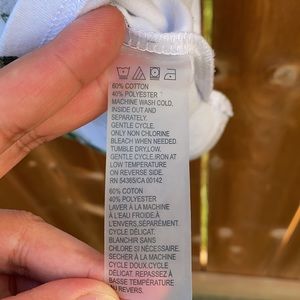 60% COTTON
40% POLYESTER
MACHINE WASH COLD,
INSIDE OUT AND
SEPARATELY.
GENTLE CYCLE.
ONLY NON CHLORINE
BLEACH WHEN NEEDED.
TUMBLE DRY.LOW.
GENTLE CYCLE.IRON AT
LOW TEMPERATURE
ON REVERSE SIDE.
RN 54365/CA 00142
60% COTON
40% POLYESTER
LAVER À LA MACHINE
À L'EAU FROIDE.À
L'ENVERS,SÉPARÉMENT.
CYCLE DÉLICAT.
BLANCHIR SANS
CHLORE SI NÉCESSAIRE.
SÉCHER À LA MACHINE
CYCLE DOUX.CYCLE
DÉLICAT. REPASSEZ À
BASSE TEMPERATURE
DU REVERS.